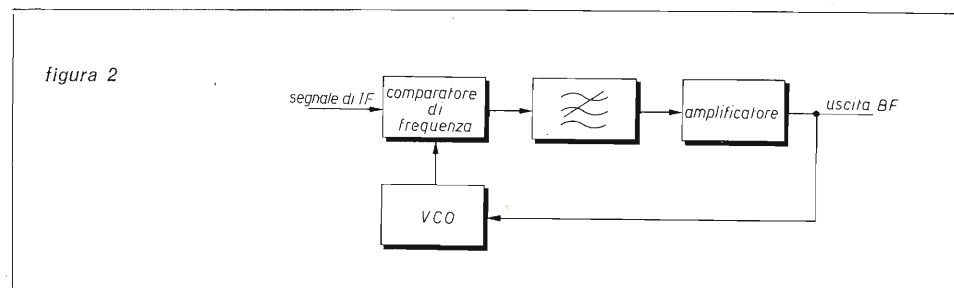 figura 2
segnale di IF
comparatore
di
frequenza
amplificatore
uscita BF
VCO